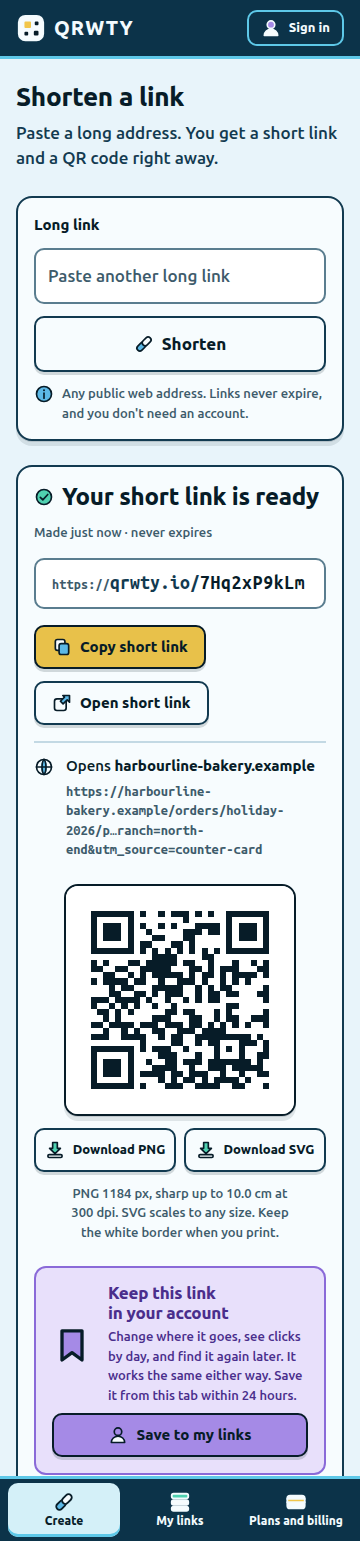 QRWTY
Sign in
Shorten a link
Paste a long address. You get a short link
and a QR code right away.
Long link
Paste another long link
Shorten
Any public web address. Links never expire,
and you don't need an account.
Your short link is ready
Made just now · never expires
https://qrwty.io/7Hq2xP9kLm
Copy short link
Open short link
Opens harbourline-bakery.example
https://harbourline-
bakery.example/orders/holiday-
2026/p…ranch=north-
end&utm_source=counter-card
Download PNG
Download SVG
PNG 1184 px, sharp up to 10.0 cm at
300 dpi. SVG scales to any size. Keep
the white border when you print.
Keep this link
in your account
Change where it goes, see clicks
by day, and find it again later. It
works the same either way. Save
it from this tab within 24 hours.
Save to my links
Create
My links
Plans and billing